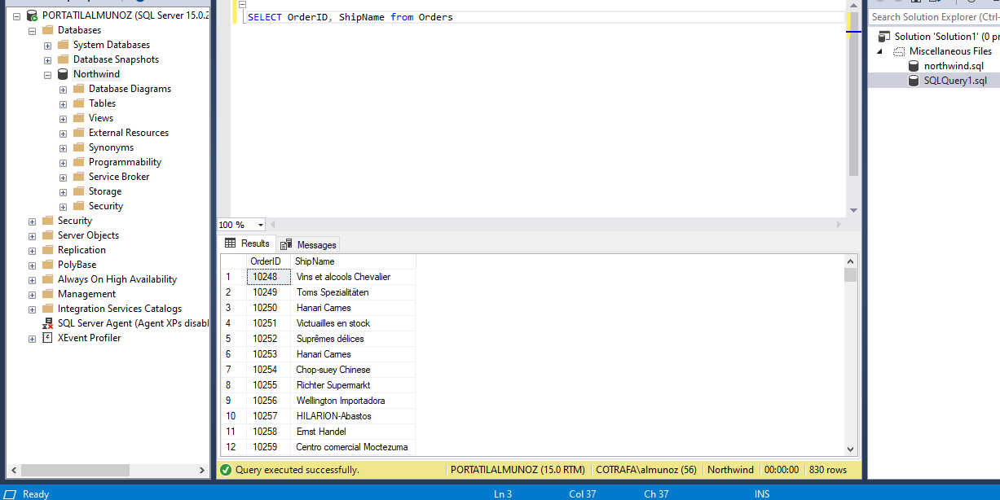 PORTATILALMUNOZ (SQL Server 15.0.2
Databases
System Databases
Database Snapshots
Northwind
Database Diagrams
Tables
Views
External Resources
Synonyms
Programmability
Service Broker
Storage
Security
Security
Server Objects
Replication
PolyBase
Always On High Availability
Management
Integration Services Catalogs
SQL Server Agent (Agent XPs disabl
XEvent Profiler
SELECT OrderID, ShipName from Orders
100 %
Results Messages
OrderID ShipName
1 10248 Vins et alcools Chevalier
2 10249 Toms Spezialitäten
3 10250 Hanari Carnes
4 10251 Victuailles en stock
5 10252 Suprêmes délices
6 10253 Hanari Carnes
7 10254 Chop-suey Chinese
8 10255 Richter Supermarkt
9 10256 Wellington Importadora
10 10257 HILARION-Abastos
11 10258 Ernst Handel
12 10259 Centro comercial Moctezuma
Query executed successfully. PORTATILALMUNOZ (15.0 RTM) COTRAFA\almunoz (56) Northwind 00:00:00 830 rows
Search Solution Explorer (Ctrl-
Solution 'Solution1' (0 pr
Miscellaneous Files
northwind.sql
SQLQuery1.sql
Ready Ln 3 Col 37 Ch 37 INS